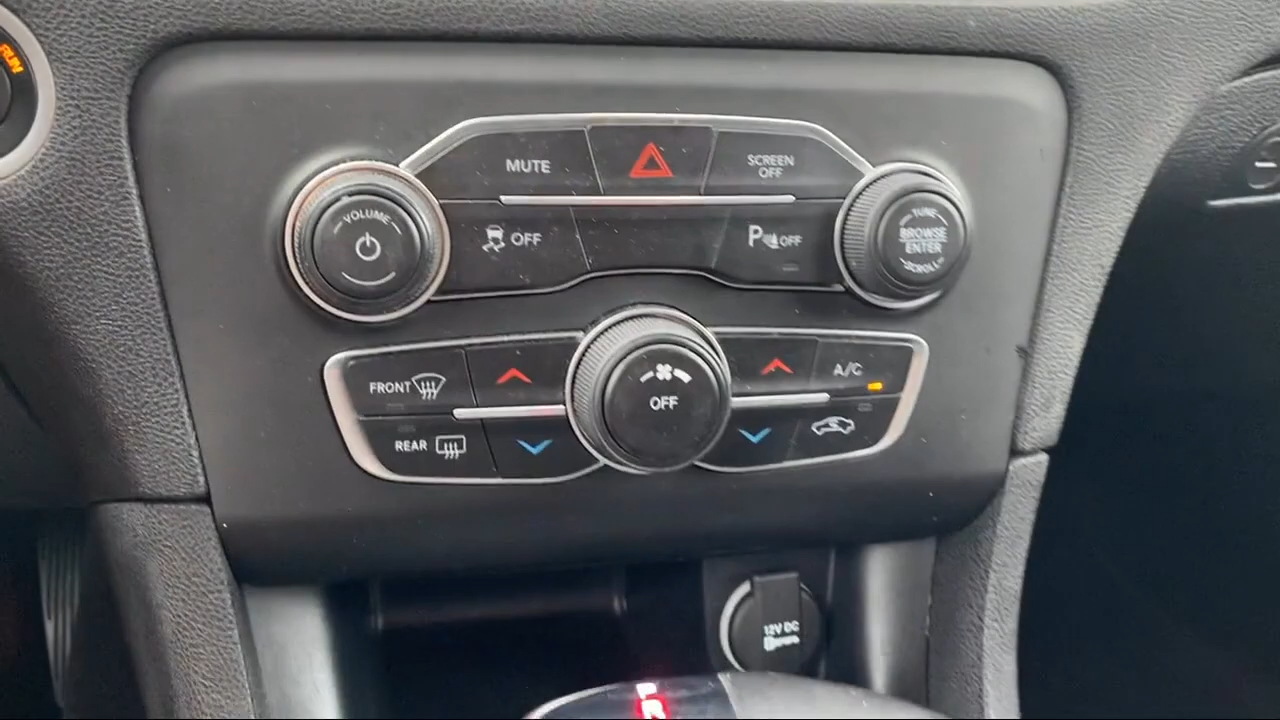 RUN
MUTE
SCREEN
OFF
VOLUME
OFF
P OFF
TUNE
BROWSE
ENTER
SCROLL
FRONT
OFF
A/C
REAR
12V DC